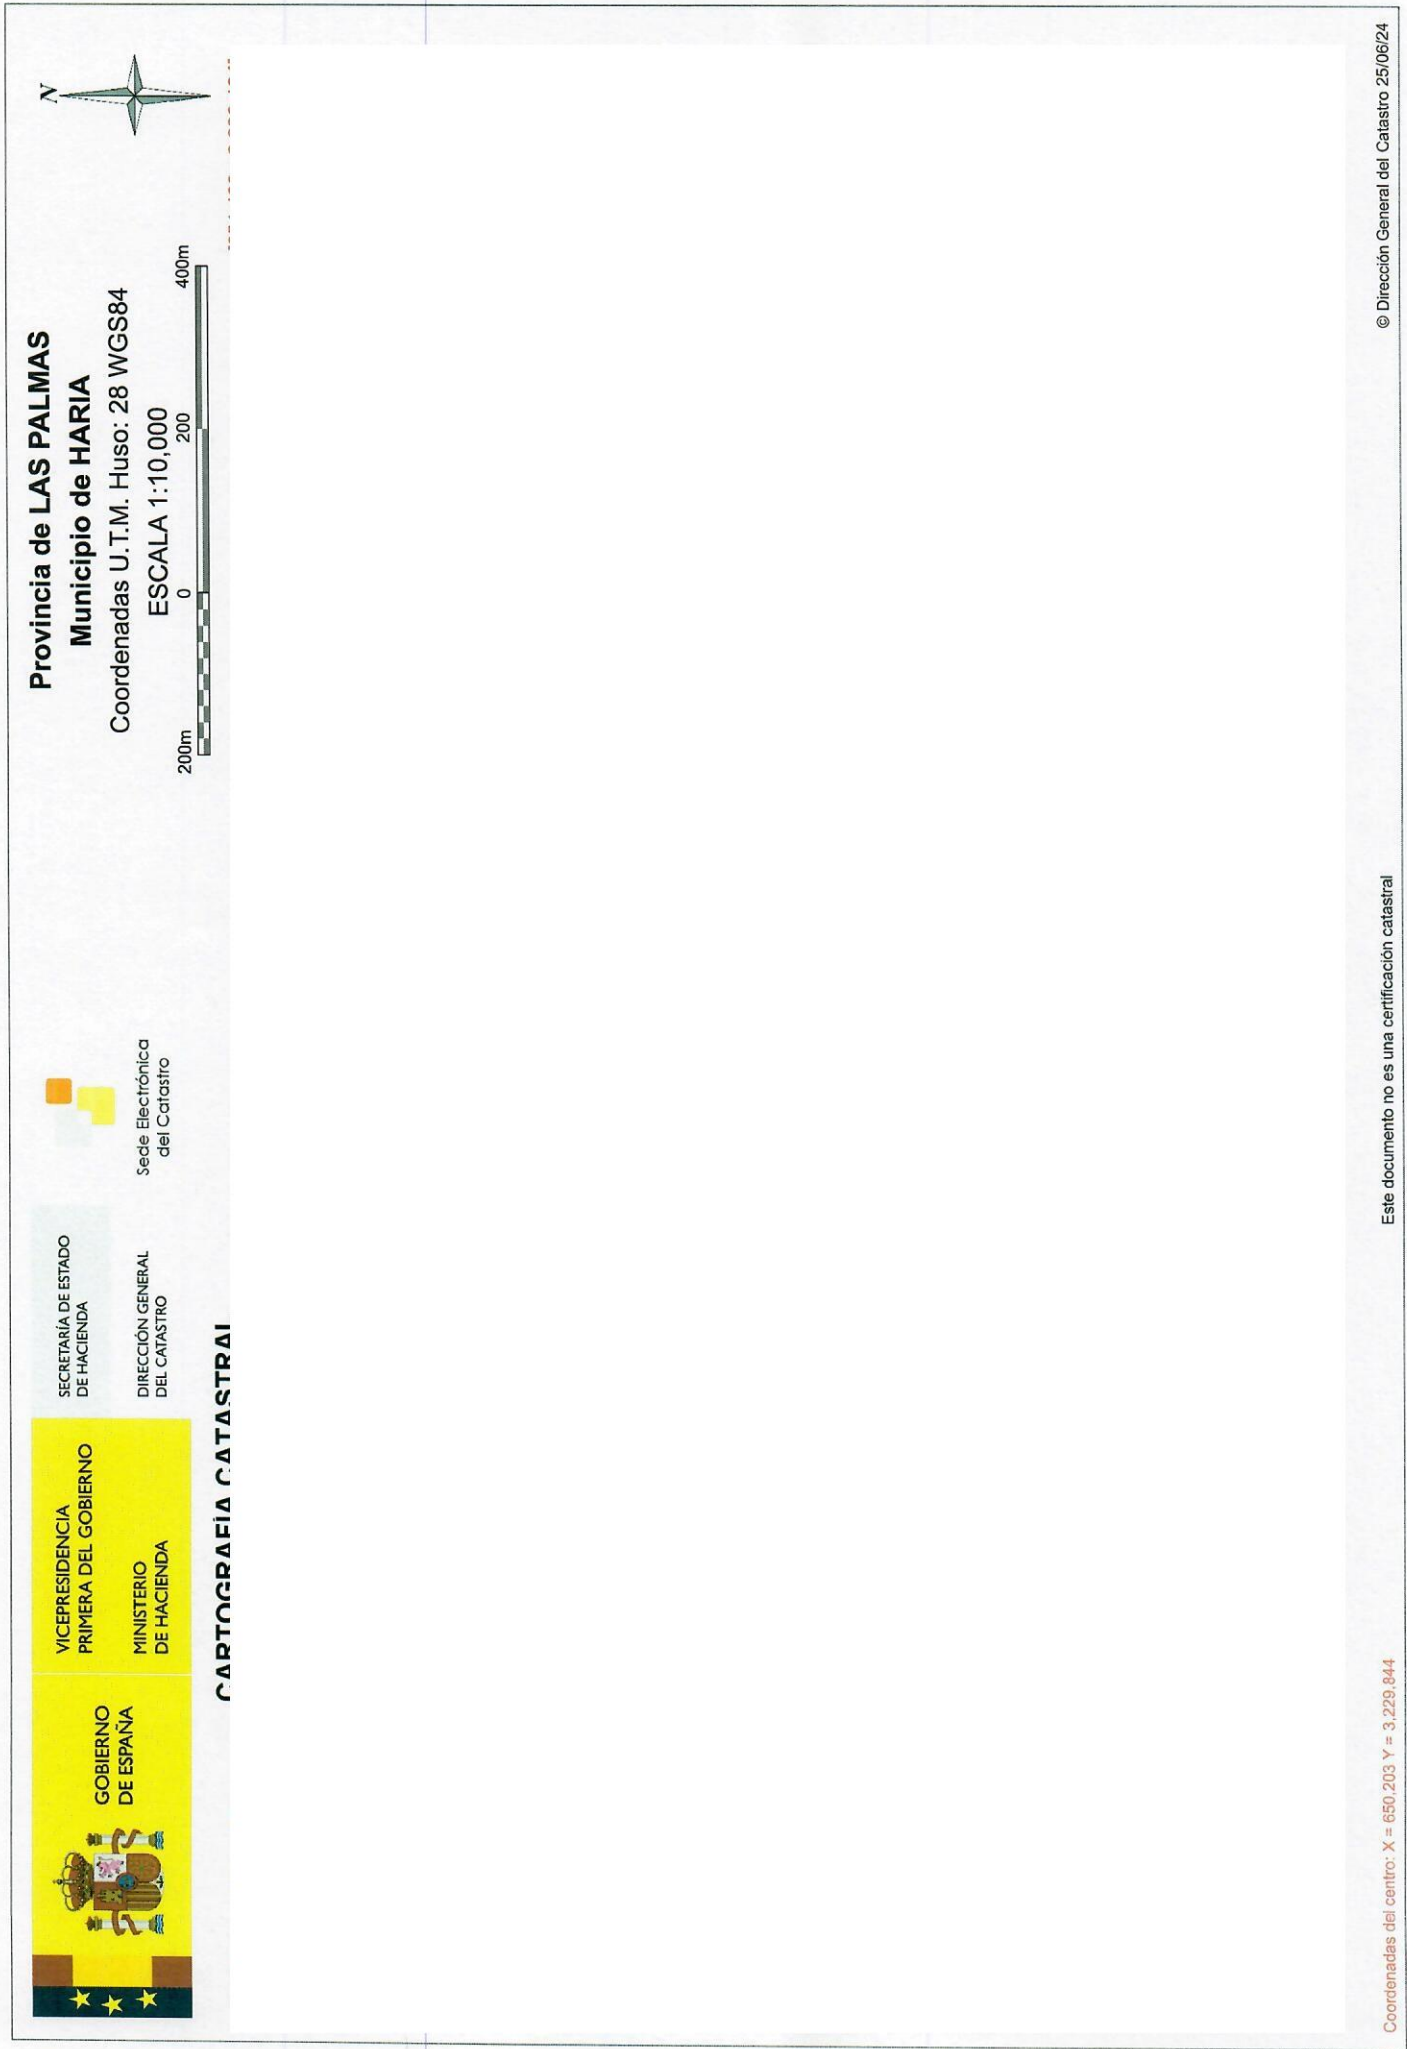 GOBIERNO
DE ESPAÑA
VICEPRESIDENCIA
PRIMERA DEL GOBIERNO
MINISTERIO
DE HACIENDA
SECRETARÍA DE ESTADO
DE HACIENDA
DIRECCIÓN GENERAL
DEL CATASTRO
Sede Electrónica
del Catastro
CARTOGRAFÍA CATASTRAL
Provincia de LAS PALMAS
Municipio de HARIA
Coordenadas U.T.M. Huso: 28 WGS84
ESCALA 1:10,000
200m 0 200 400m
N
Coordenadas del centro: X = 650,203 Y = 3,229,844
Este documento no es una certificación catastral
© Dirección General del Catastro 25/06/24